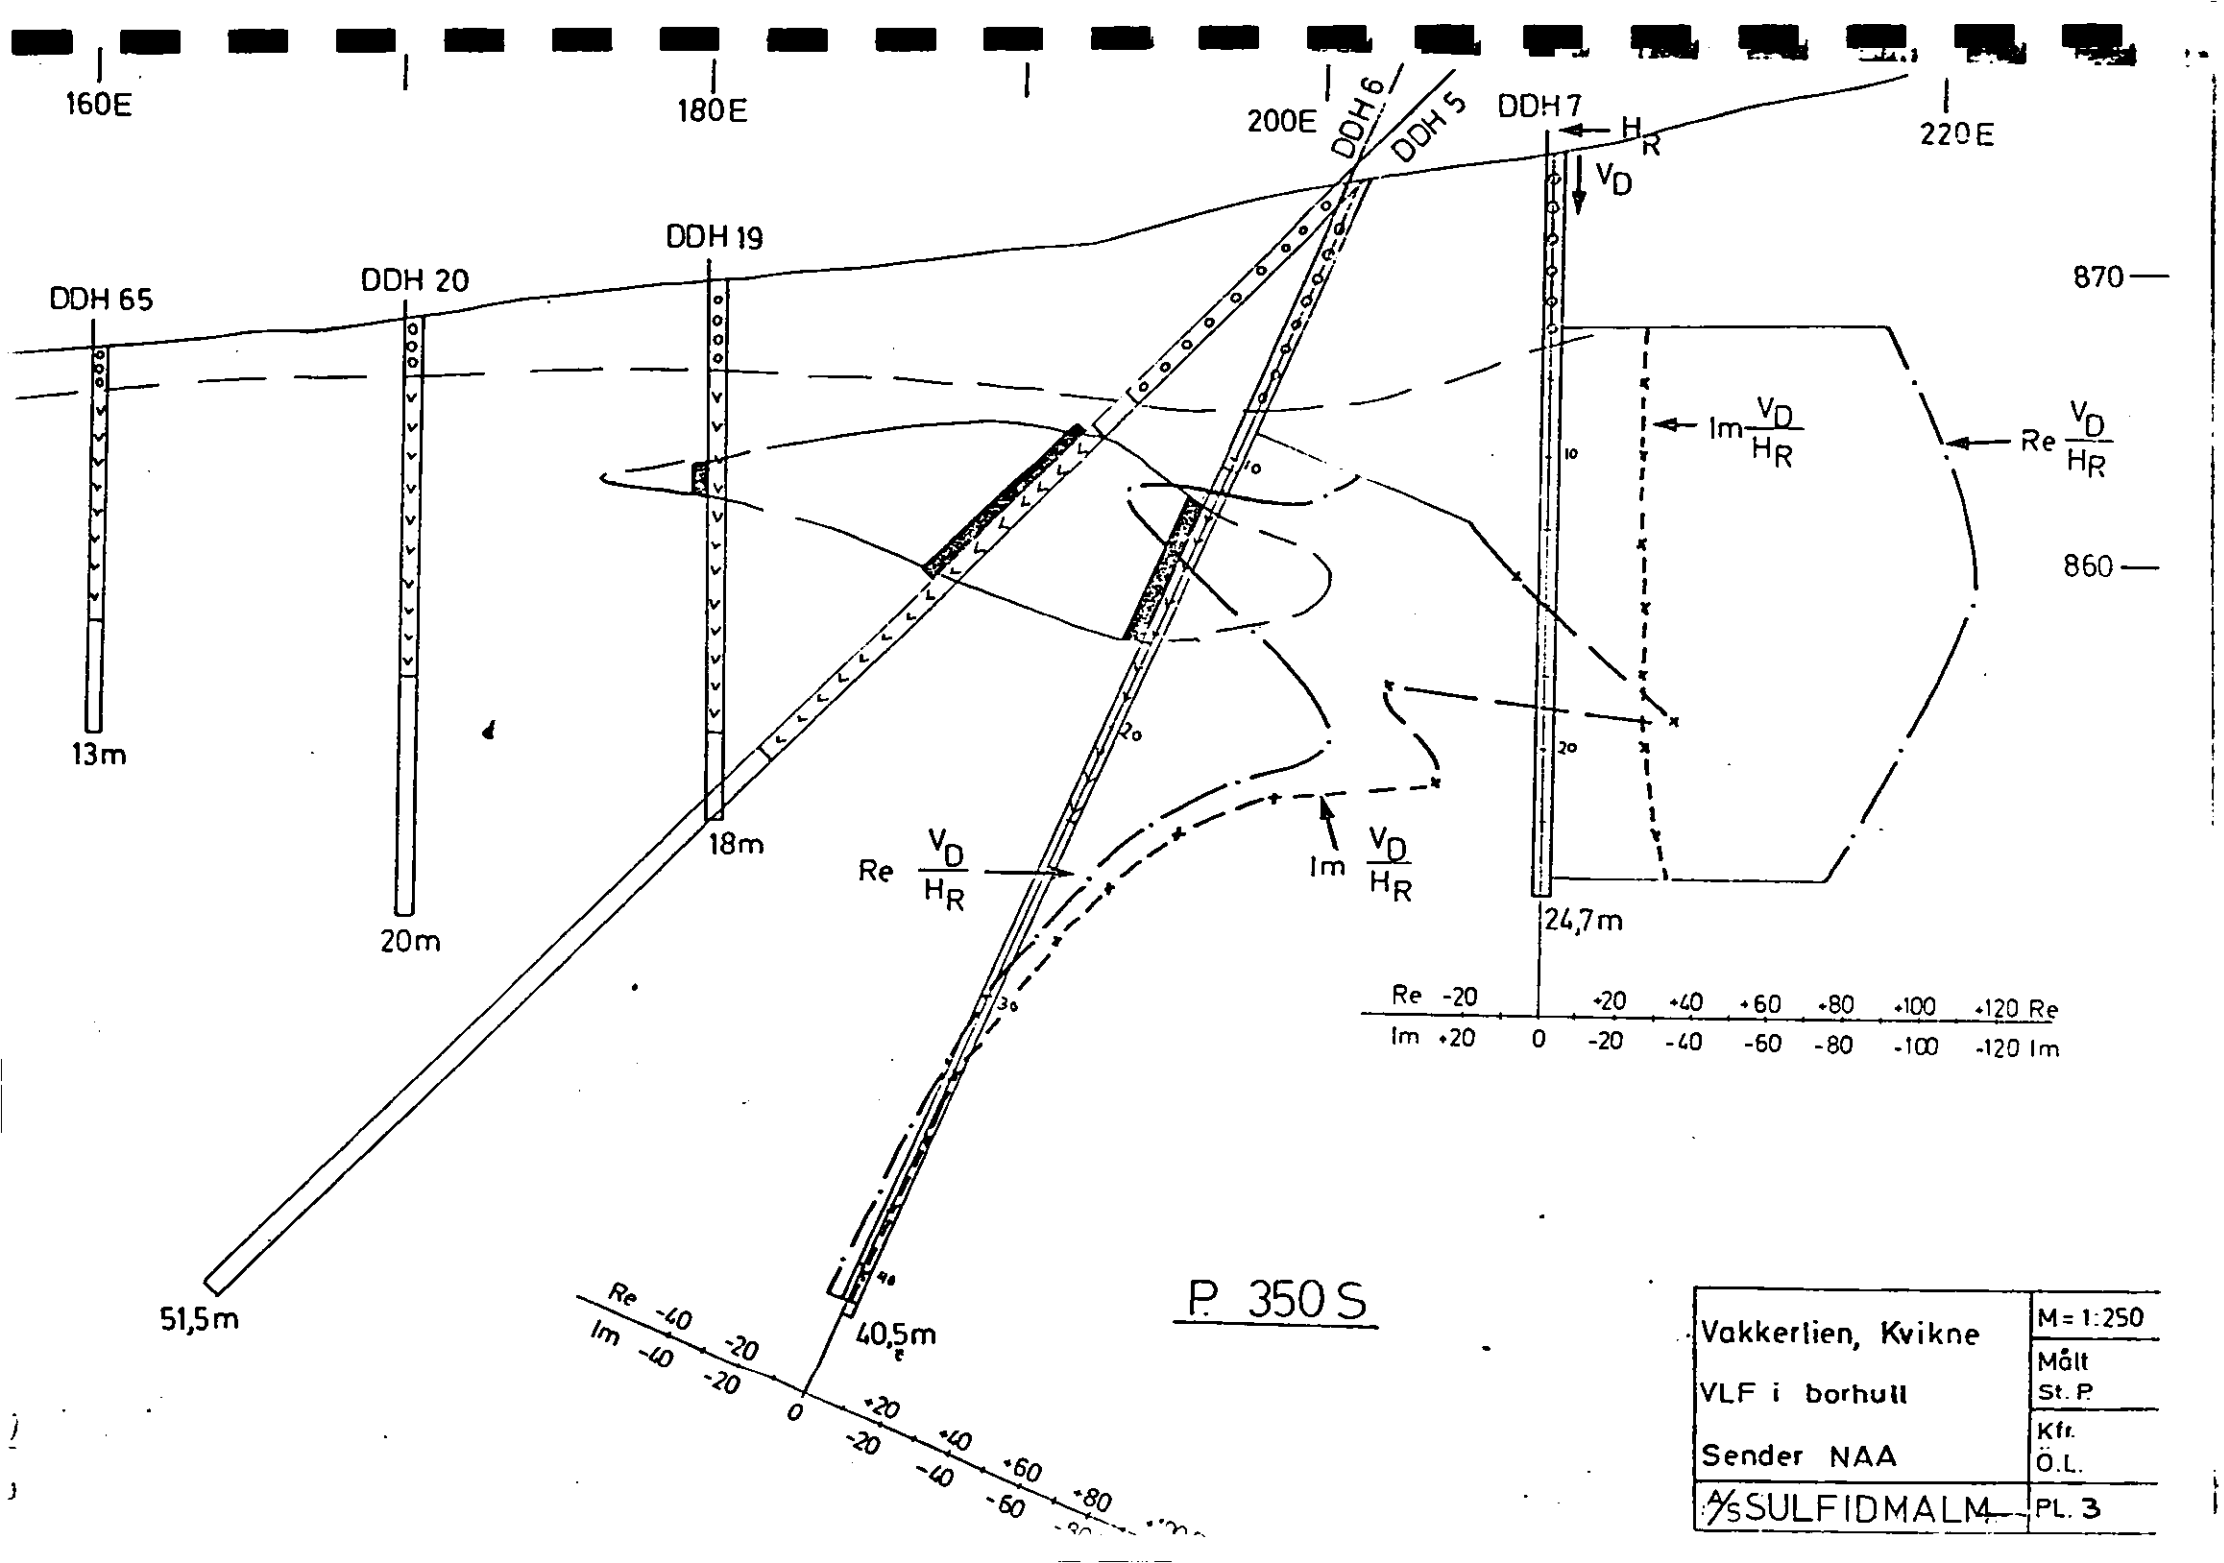 160E
180E
200E
220E
DDH 6
DDH 5
DDH 7
H_R
V_D
DDH 65
DDH 20
DDH 19
870
860
Im V_D/H_R
Re V_D/H_R
10
10
20
20
30
40
13m
20m
18m
51,5m
40,5m
24,7m
Re V_D/H_R
Im V_D/H_R
Re -20 +20 +40 +60 +80 +100 +120 Re
Im +20 0 -20 -40 -60 -80 -100 -120 Im
Re -40 -20 +20 +40 +60 +80
Im -40 -20 0 -20 -40 -60 -80
P. 350 S
Vakkerlien, Kvikne
VLF i borhull
Sender NAA
A/S SULFIDMALM
M = 1:250
Målt
St. P.
Kfr.
Ö.L.
PL. 3